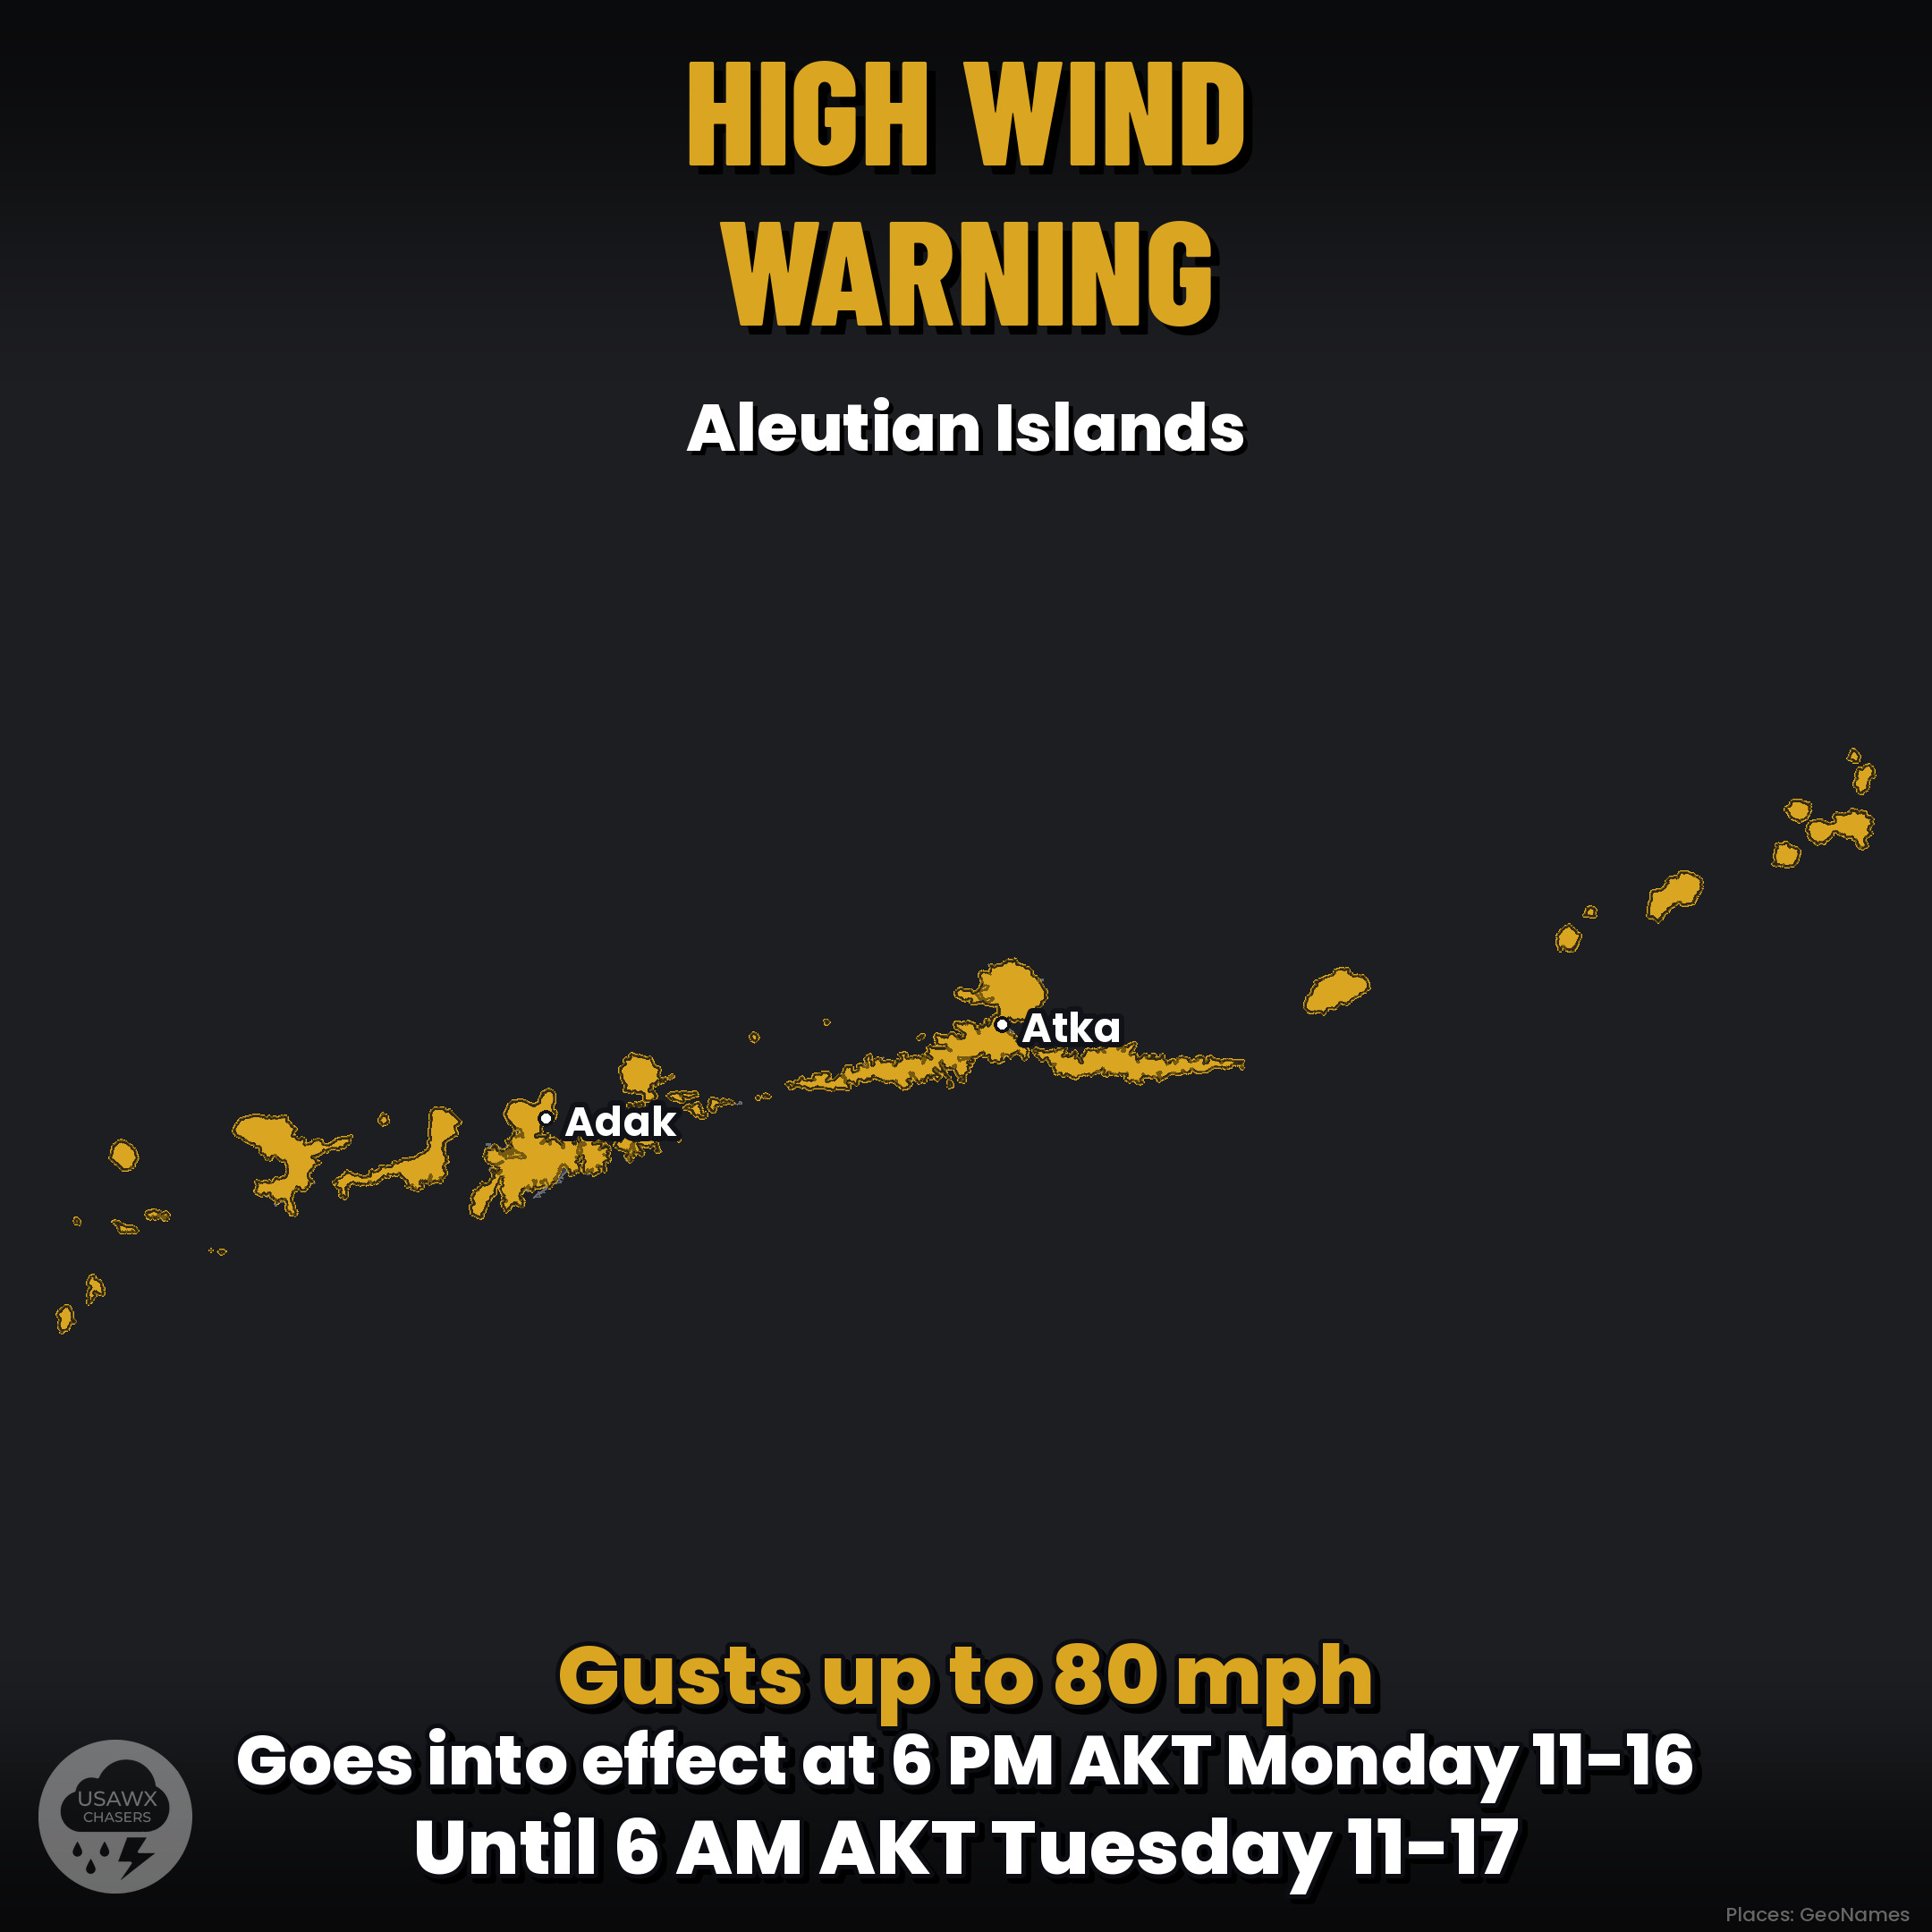 HIGH WIND
WARNING
Aleutian Islands
Atka
Adak
Gusts up to 80 mph
Goes into effect at 6 PM AKT Monday 11-16
Until 6 AM AKT Tuesday 11-17
USAWX
CHASERS
Places: GeoNames